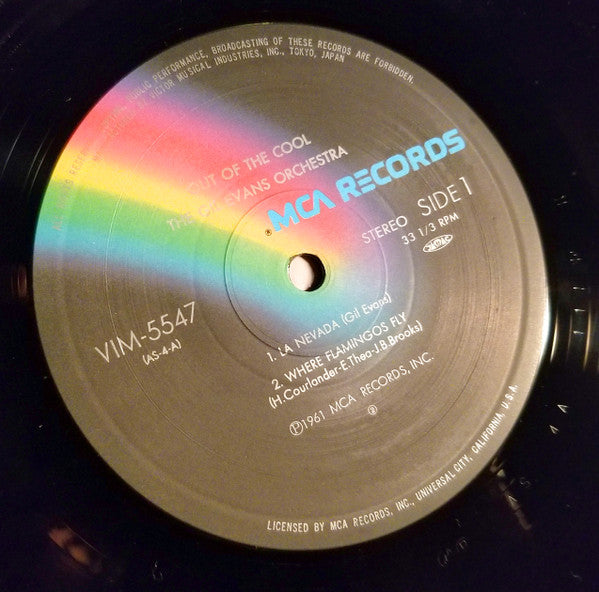 PUBLIC PERFORMANCE, BROADCASTING OF THESE RECORDS ARE FORBIDDEN.
VICTOR MUSICAL INDUSTRIES, INC., TOKYO, JAPAN
OUT OF THE COOL
THE GIL EVANS ORCHESTRA
MCA RECORDS
STEREO SIDE 1
33 1/3 RPM
VIM-5547
(AS-4-A)
1. LA NEVADA (Gil Evans)
2. WHERE FLAMINGOS FLY
(H.Courlander-E.Thea-J.B.Brooks)
Ⓟ1961 MCA RECORDS, INC.
LICENSED BY MCA RECORDS, INC., UNIVERSAL CITY, CALIFORNIA, U.S.A.